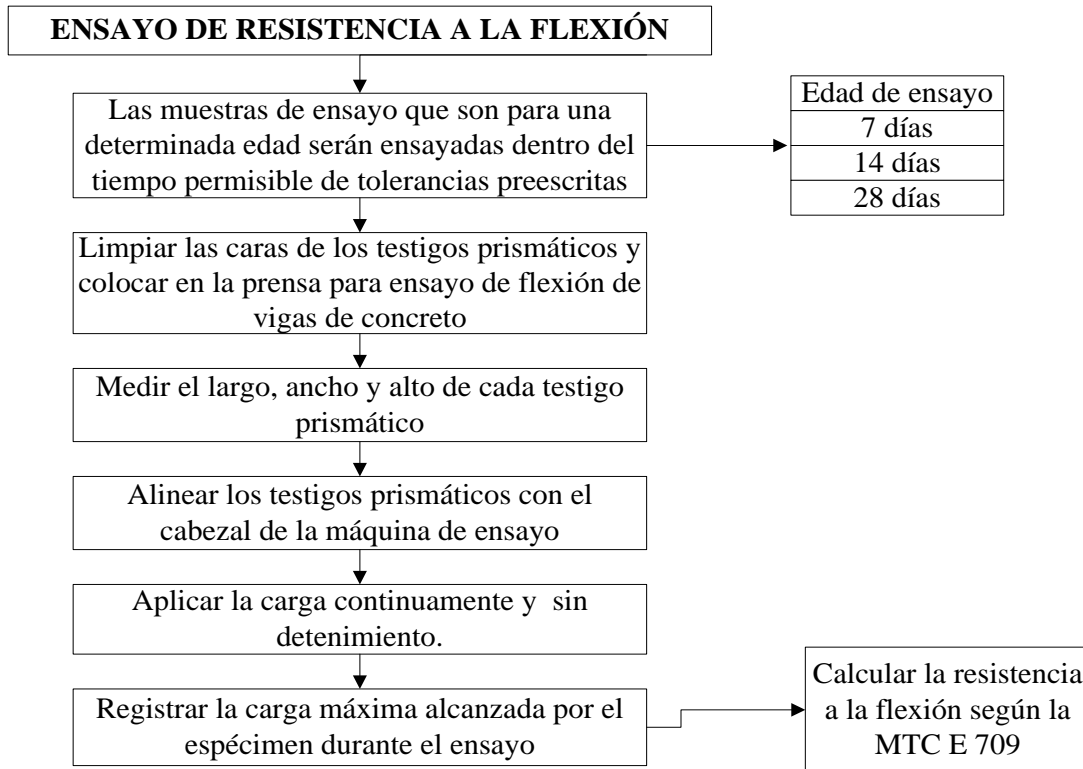 ENSAYO DE RESISTENCIA A LA FLEXIÓN
Las muestras de ensayo que son para una
determinada edad serán ensayadas dentro del
tiempo permisible de tolerancias preescritas
Edad de ensayo
7 días
14 días
28 días
Limpiar las caras de los testigos prismáticos y
colocar en la prensa para ensayo de flexión de
vigas de concreto
Medir el largo, ancho y alto de cada testigo
prismático
Alinear los testigos prismáticos con el
cabezal de la máquina de ensayo
Aplicar la carga continuamente y sin
detenimiento.
Registrar la carga máxima alcanzada por el
espécimen durante el ensayo
Calcular la resistencia
a la flexión según la
MTC E 709